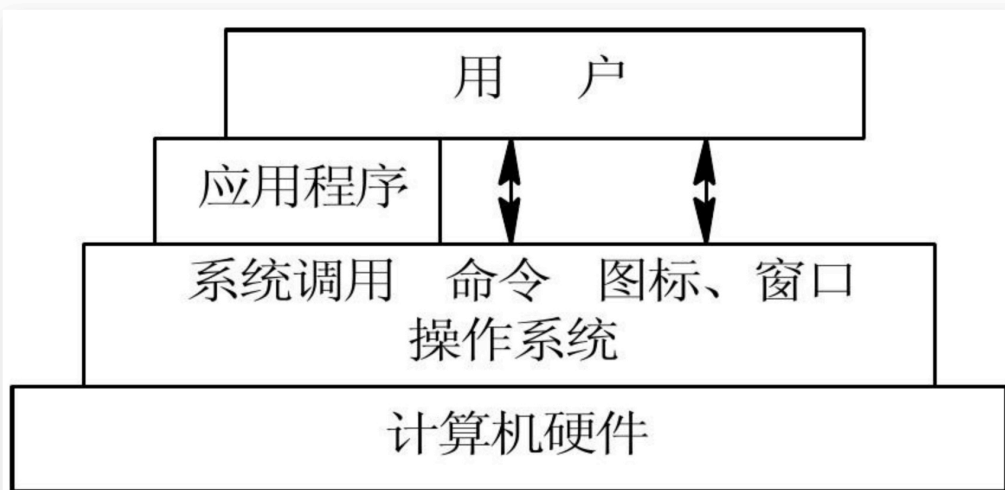 用 户
应用程序
系统调用 命令 图标、窗口
操作系统
计算机硬件